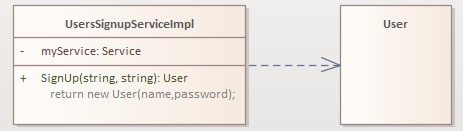 UsersSignupServiceImpl
- myService: Service
+ SignUp(string, string): User
return new User(name,password);
User